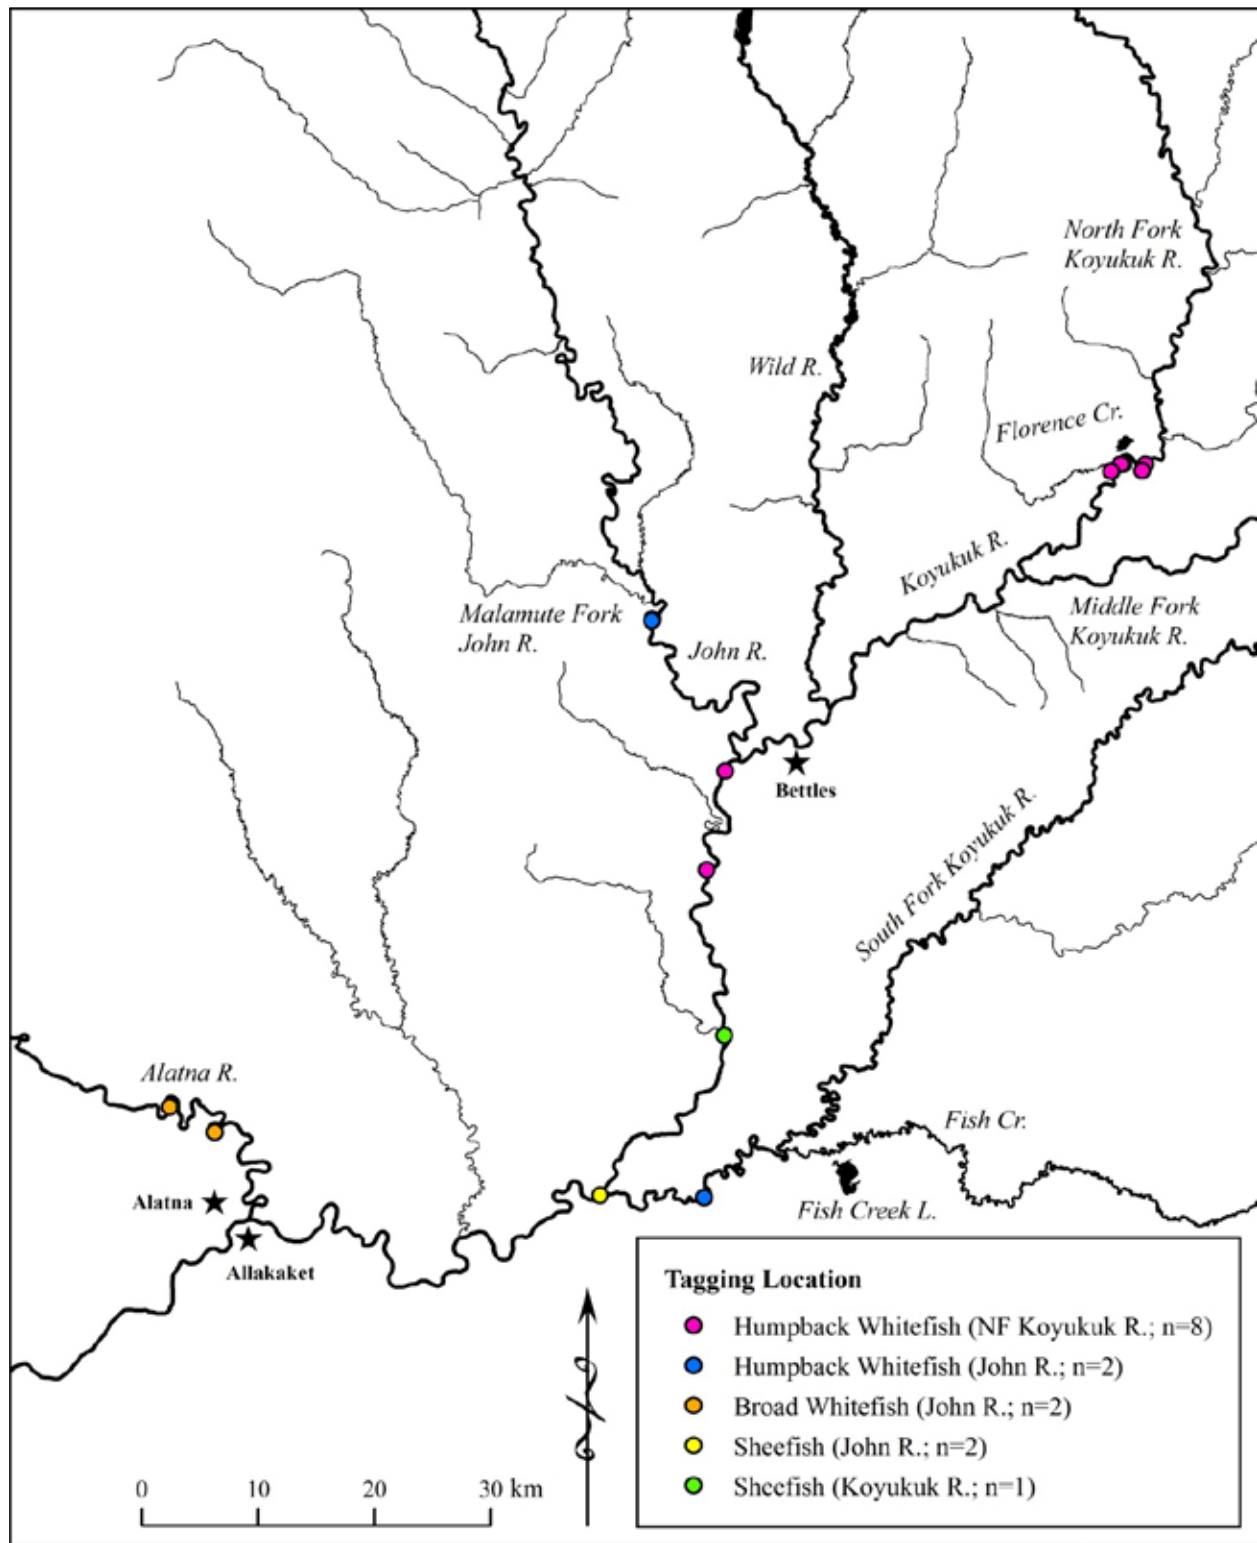 North Fork
Koyukuk R.
Wild R.
Florence Cr.
Koyukuk R.
Malamute Fork
John R.
John R.
Middle Fork
Koyukuk R.
Bettles
South Fork Koyukuk R.
Alatna R.
Fish Cr.
Alatna
Fish Creek L.
Allakaket
Tagging Location
Humpback Whitefish (NF Koyukuk R.; n=8)
Humpback Whitefish (John R.; n=2)
Broad Whitefish (John R.; n=2)
Sheefish (John R.; n=2)
Sheefish (Koyukuk R.; n=1)
0 10 20 30 km